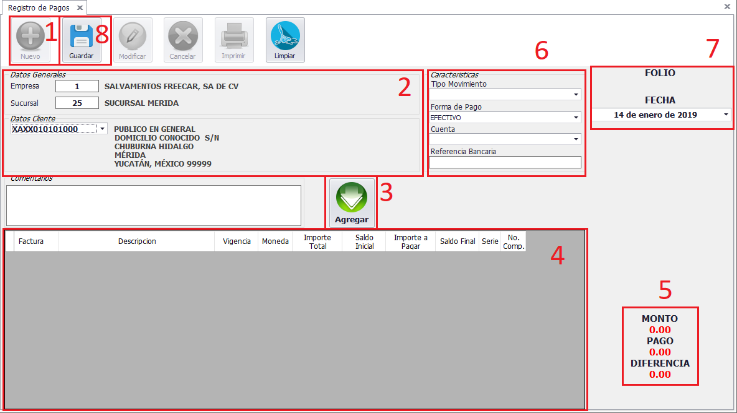 Registro de Pagos
1
8
7
Nuevo
Guardar
Modificar
Cancelar
Imprimir
Limpiar
6
Datos Generales
2
Empresa 1 SALVAMENTOS FREECAR, SA DE CV
Sucursal 25 SUCURSAL MERIDA
Datos Cliente
XAXX010101000 PUBLICO EN GENERAL
DOMICILIO CONOCIDO S/N
CHUBURNA HIDALGO
MÉRIDA
YUCATÁN, MÉXICO 99999
Características
Tipo Movimiento
Forma de Pago
EFECTIVO
Cuenta
Referencia Bancaria
FOLIO
FECHA
14 de enero de 2019
Comentarios
3
Agregar
Factura Descripcion Vigencia Moneda Importe Total Saldo Inicial Importe a Pagar Saldo Final Serie No. Comp.
4
5
MONTO
0.00
PAGO
0.00
DIFERENCIA
0.00